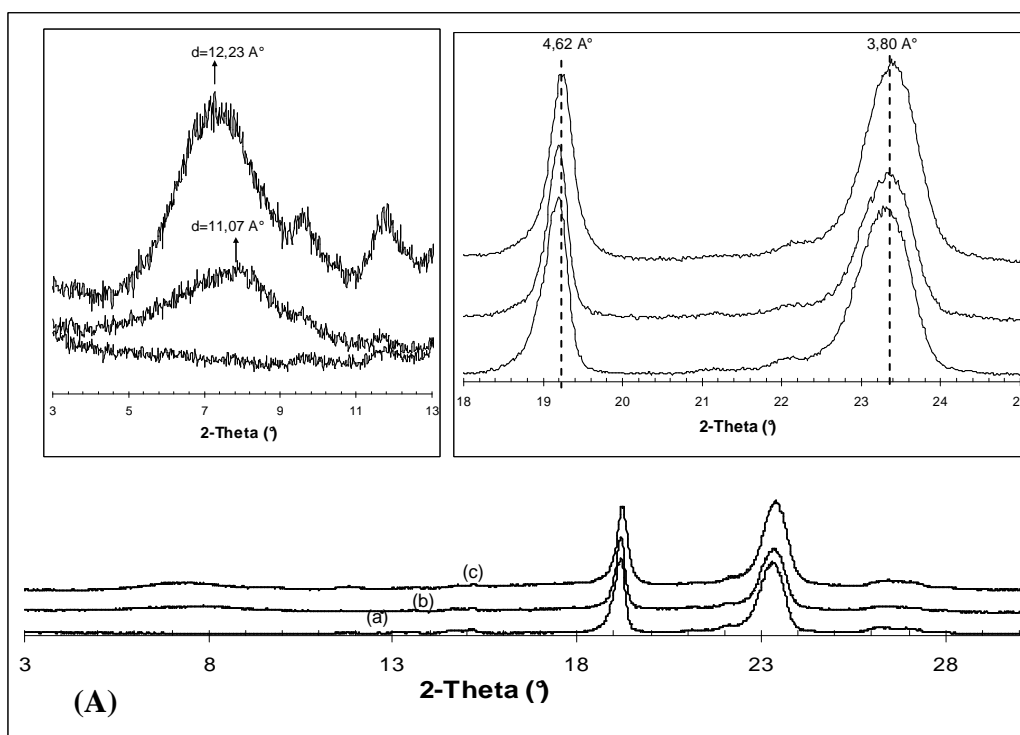 d=12,23 A°
d=11,07 A°
3 5 7 9 11 13
2-Theta (°)
4,62 A° 3,80 A°
18 19 20 21 22 23 24
2-Theta (°)
(c)
(b)
(a)
3 8 13 18 23 28
2-Theta (°)
(A)